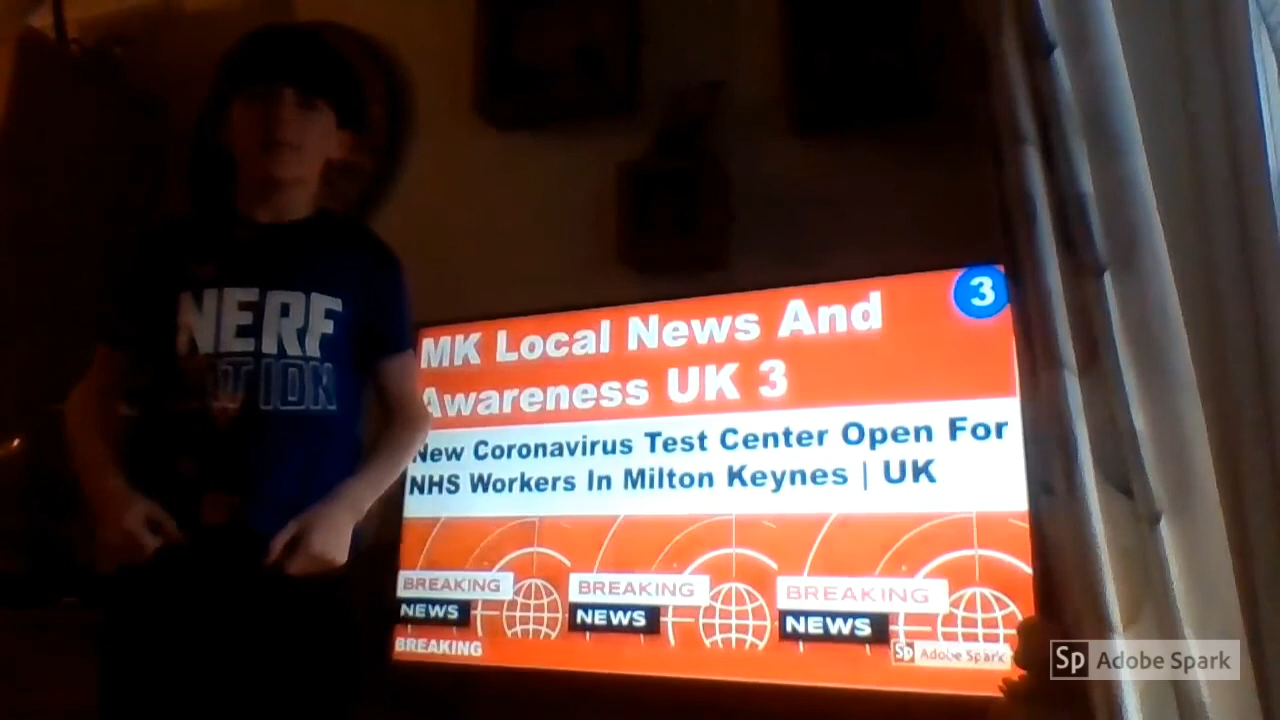 NERF
NATION
3
MK Local News And
Awareness UK 3
New Coronavirus Test Center Open For
NHS Workers In Milton Keynes | UK
BREAKING
NEWS
BREAKING
NEWS
BREAKING
NEWS
BREAKING
Sp Adobe Spark
Sp Adobe Spark